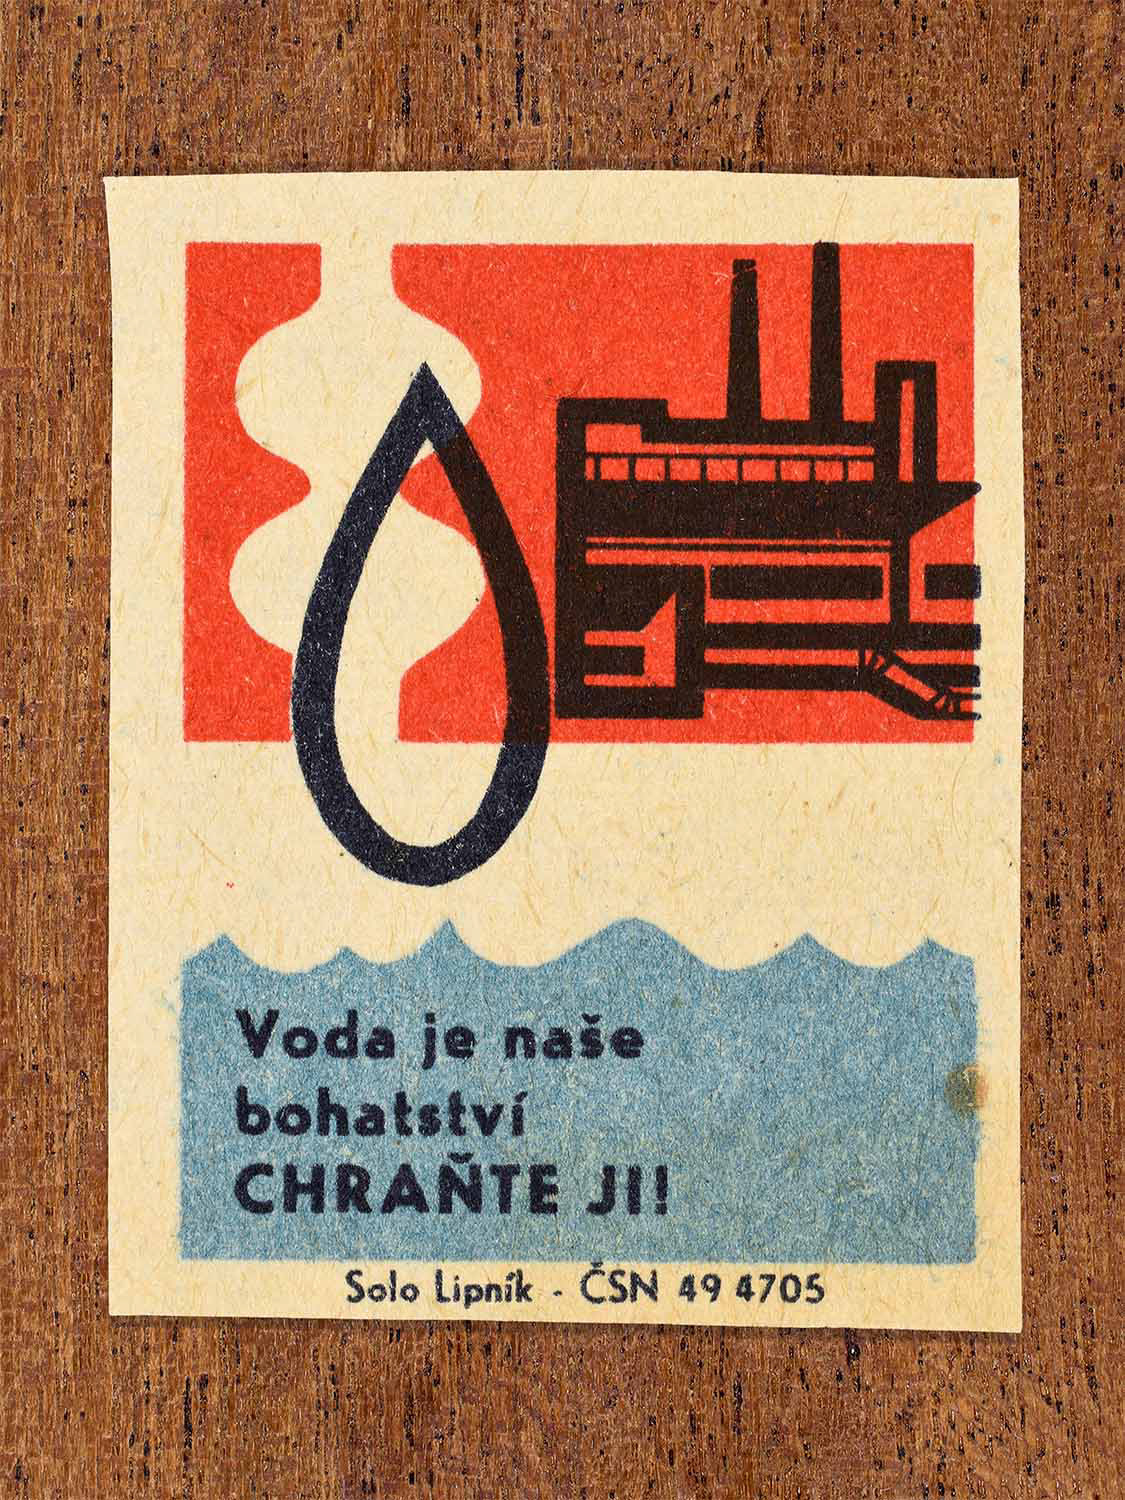 Voda je naše
bohatství
CHRAŇTE JI!
Solo Lipník - ČSN 49 4705